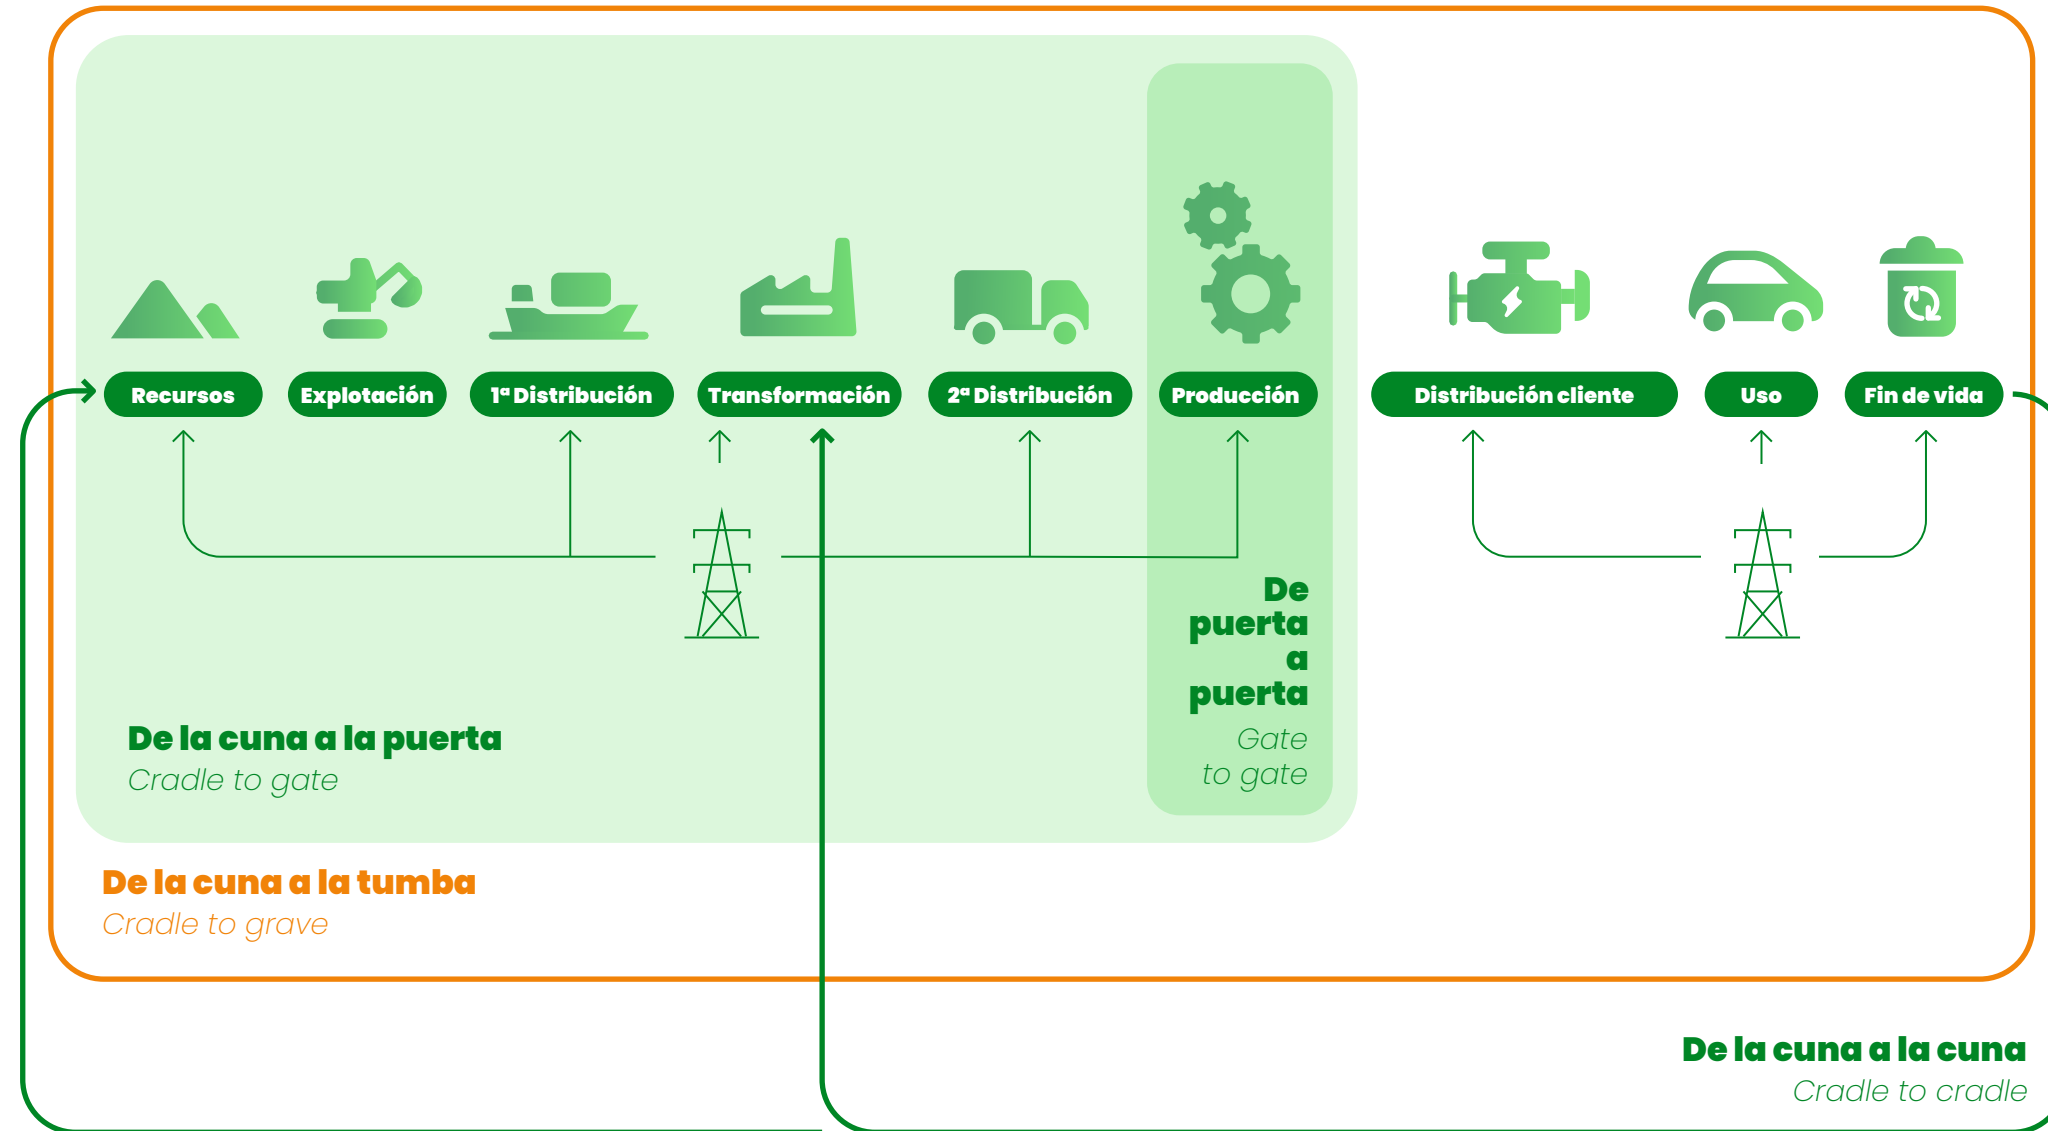 Recursos
Explotación
1ª Distribución
Transformación
2ª Distribución
Producción
Distribución cliente
Uso
Fin de vida
De
puerta
a
puerta
Gate
to gate
De la cuna a la puerta
Cradle to gate
De la cuna a la tumba
Cradle to grave
De la cuna a la cuna
Cradle to cradle